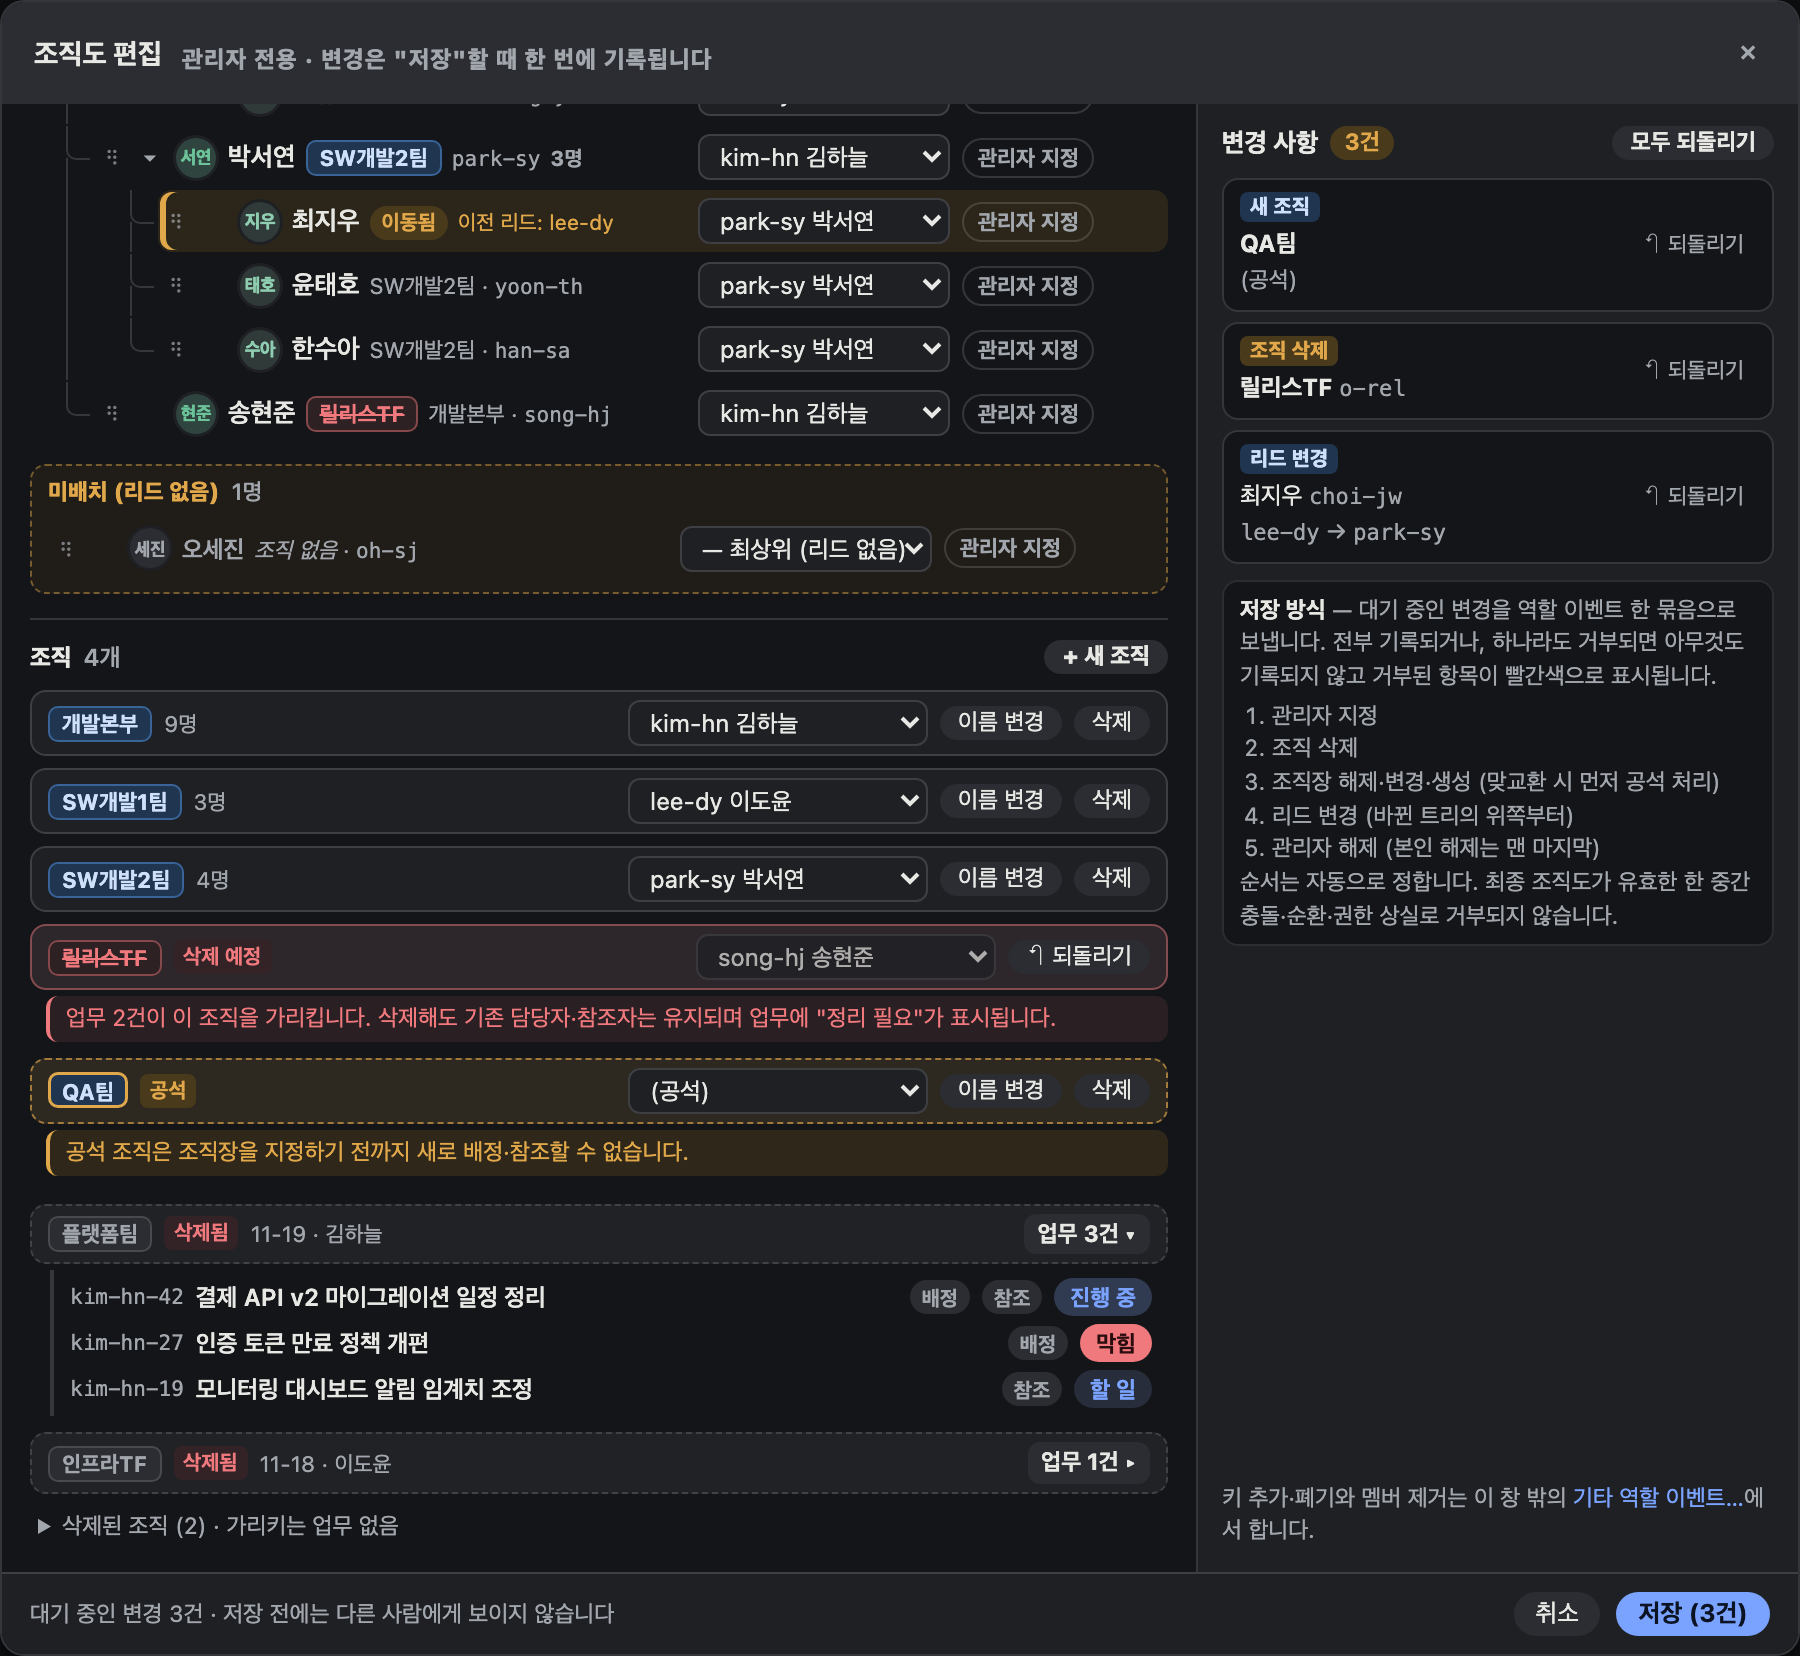 조직도 편집 관리자 전용 · 변경은 "저장"할 때 한 번에 기록됩니다 ×
서연 박서연 SW개발2팀 park-sy 3명 kim-hn 김하늘 관리자 지정
지우 최지우 이동됨 이전 리드: lee-dy park-sy 박서연 관리자 지정
태호 윤태호 SW개발2팀 · yoon-th park-sy 박서연 관리자 지정
수아 한수아 SW개발2팀 · han-sa park-sy 박서연 관리자 지정
현준 송현준 릴리스TF 개발본부 · song-hj kim-hn 김하늘 관리자 지정
미배치 (리드 없음) 1명
세진 오세진 조직 없음 · oh-sj — 최상위 (리드 없음) 관리자 지정
조직 4개 + 새 조직
개발본부 9명 kim-hn 김하늘 이름 변경 삭제
SW개발1팀 3명 lee-dy 이도윤 이름 변경 삭제
SW개발2팀 4명 park-sy 박서연 이름 변경 삭제
릴리스TF 삭제 예정 song-hj 송현준 되돌리기
업무 2건이 이 조직을 가리킵니다. 삭제해도 기존 담당자·참조자는 유지되며 업무에 "정리 필요"가 표시됩니다.
QA팀 공석 (공석) 이름 변경 삭제
공석 조직은 조직장을 지정하기 전까지 새로 배정·참조할 수 없습니다.
플랫폼팀 삭제됨 11-19 · 김하늘 업무 3건 ▾
kim-hn-42 결제 API v2 마이그레이션 일정 정리 배정 참조 진행 중
kim-hn-27 인증 토큰 만료 정책 개편 배정 막힘
kim-hn-19 모니터링 대시보드 알림 임계치 조정 참조 할 일
인프라TF 삭제됨 11-18 · 이도윤 업무 1건 ▸
▶ 삭제된 조직 (2) · 가리키는 업무 없음
변경 사항 3건 모두 되돌리기
새 조직
QA팀 되돌리기
(공석)
조직 삭제
릴리스TF o-rel 되돌리기
리드 변경
최지우 choi-jw 되돌리기
lee-dy → park-sy
저장 방식 — 대기 중인 변경을 역할 이벤트 한 묶음으로
보냅니다. 전부 기록되거나, 하나라도 거부되면 아무것도
기록되지 않고 거부된 항목이 빨간색으로 표시됩니다.
1. 관리자 지정
2. 조직 삭제
3. 조직장 해제·변경·생성 (맞교환 시 먼저 공석 처리)
4. 리드 변경 (바뀐 트리의 위쪽부터)
5. 관리자 해제 (본인 해제는 맨 마지막)
순서는 자동으로 정합니다. 최종 조직도가 유효한 한 중간
충돌·순환·권한 상실로 거부되지 않습니다.
키 추가·폐기와 멤버 제거는 이 창 밖의 기타 역할 이벤트...에
서 합니다.
대기 중인 변경 3건 · 저장 전에는 다른 사람에게 보이지 않습니다 취소 저장 (3건)